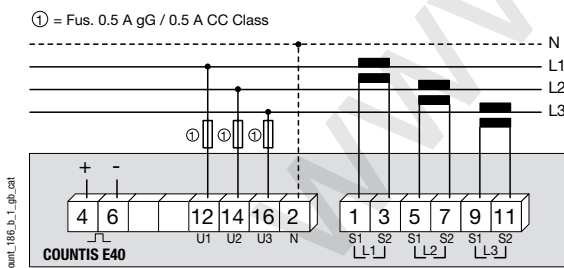 ① = Fus. 0.5 A gG / 0.5 A CC Class
N
L1
L2
L3
① ① ①
+ -
4 6 12 14 16 2 1 3 5 7 9 11
U1 U2 U3 N S1 S2 S1 S2 S1 S2
L1 L2 L3
COUNTIS E40
ount_186_b_1_gb_cat